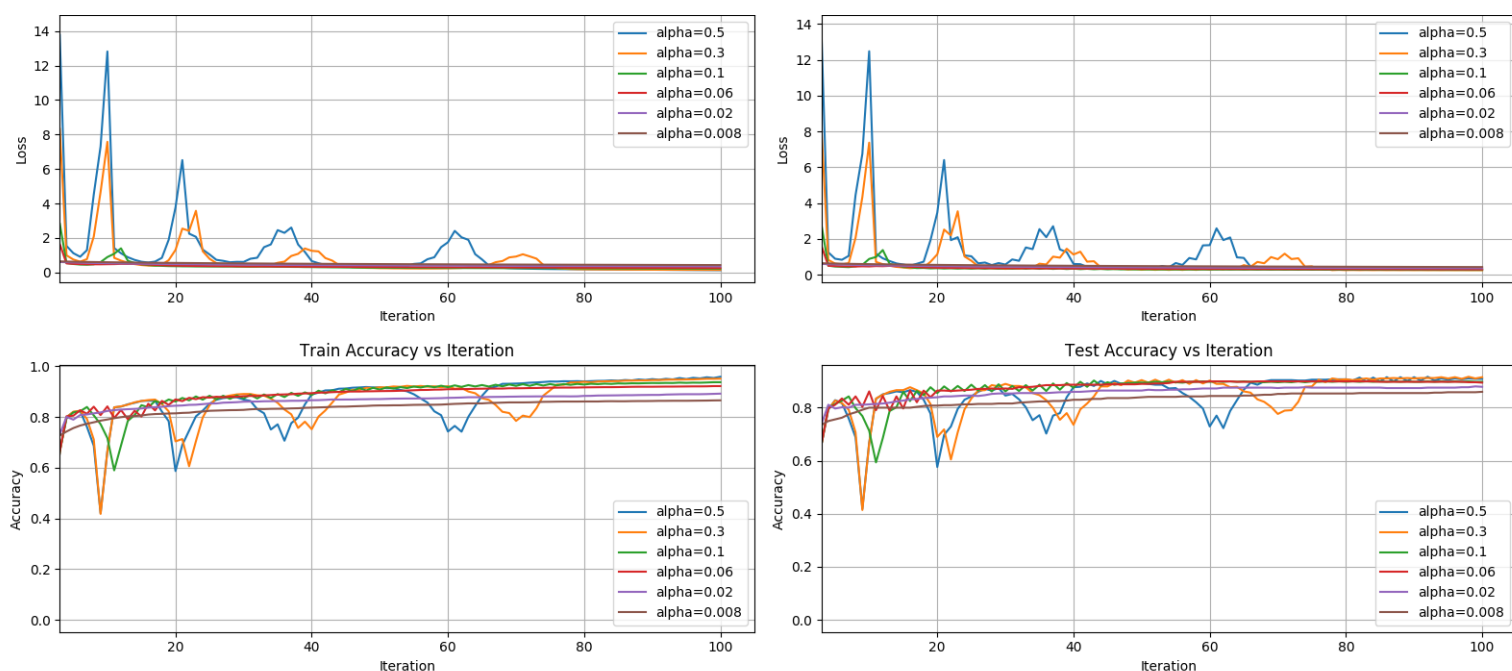 14
12
10
8
6
4
2
0
Loss
20
40
60
80
100
Iteration
alpha=0.5
alpha=0.3
alpha=0.1
alpha=0.06
alpha=0.02
alpha=0.008
14
12
10
8
6
4
2
0
Loss
20
40
60
80
100
Iteration
alpha=0.5
alpha=0.3
alpha=0.1
alpha=0.06
alpha=0.02
alpha=0.008
Train Accuracy vs Iteration
1.0
0.8
0.6
0.4
0.2
0.0
Accuracy
20
40
60
80
100
Iteration
alpha=0.5
alpha=0.3
alpha=0.1
alpha=0.06
alpha=0.02
alpha=0.008
Test Accuracy vs Iteration
0.8
0.6
0.4
0.2
0.0
Accuracy
20
40
60
80
100
Iteration
alpha=0.5
alpha=0.3
alpha=0.1
alpha=0.06
alpha=0.02
alpha=0.008